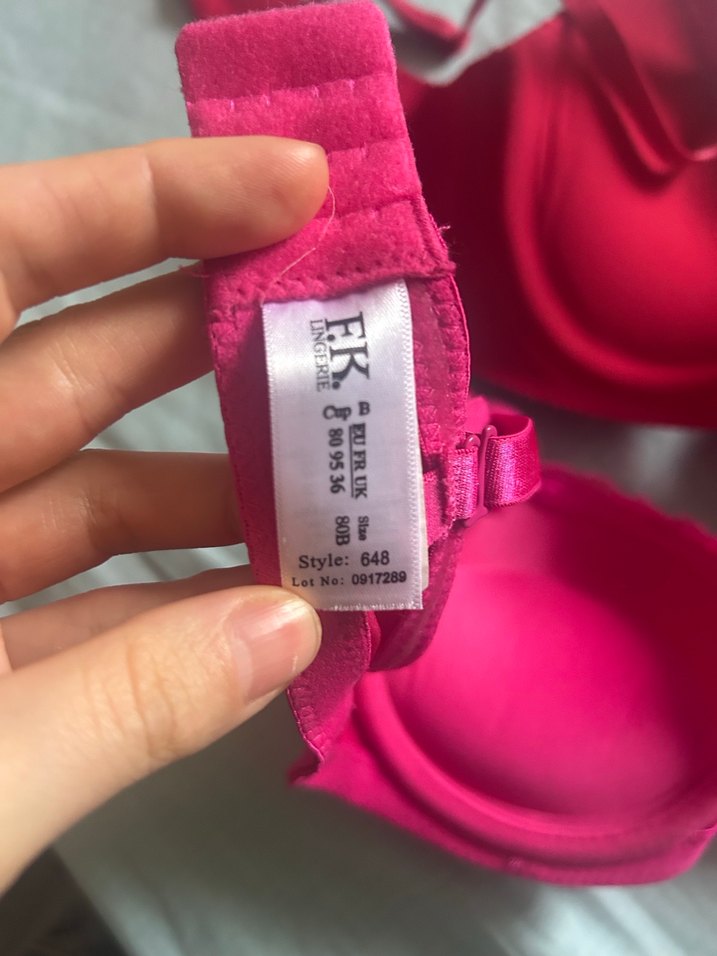 F.K.
LINGERIE
B EU FR UK Size
Cup 80 95 36 80B
Style: 648
Lot No: 0917289